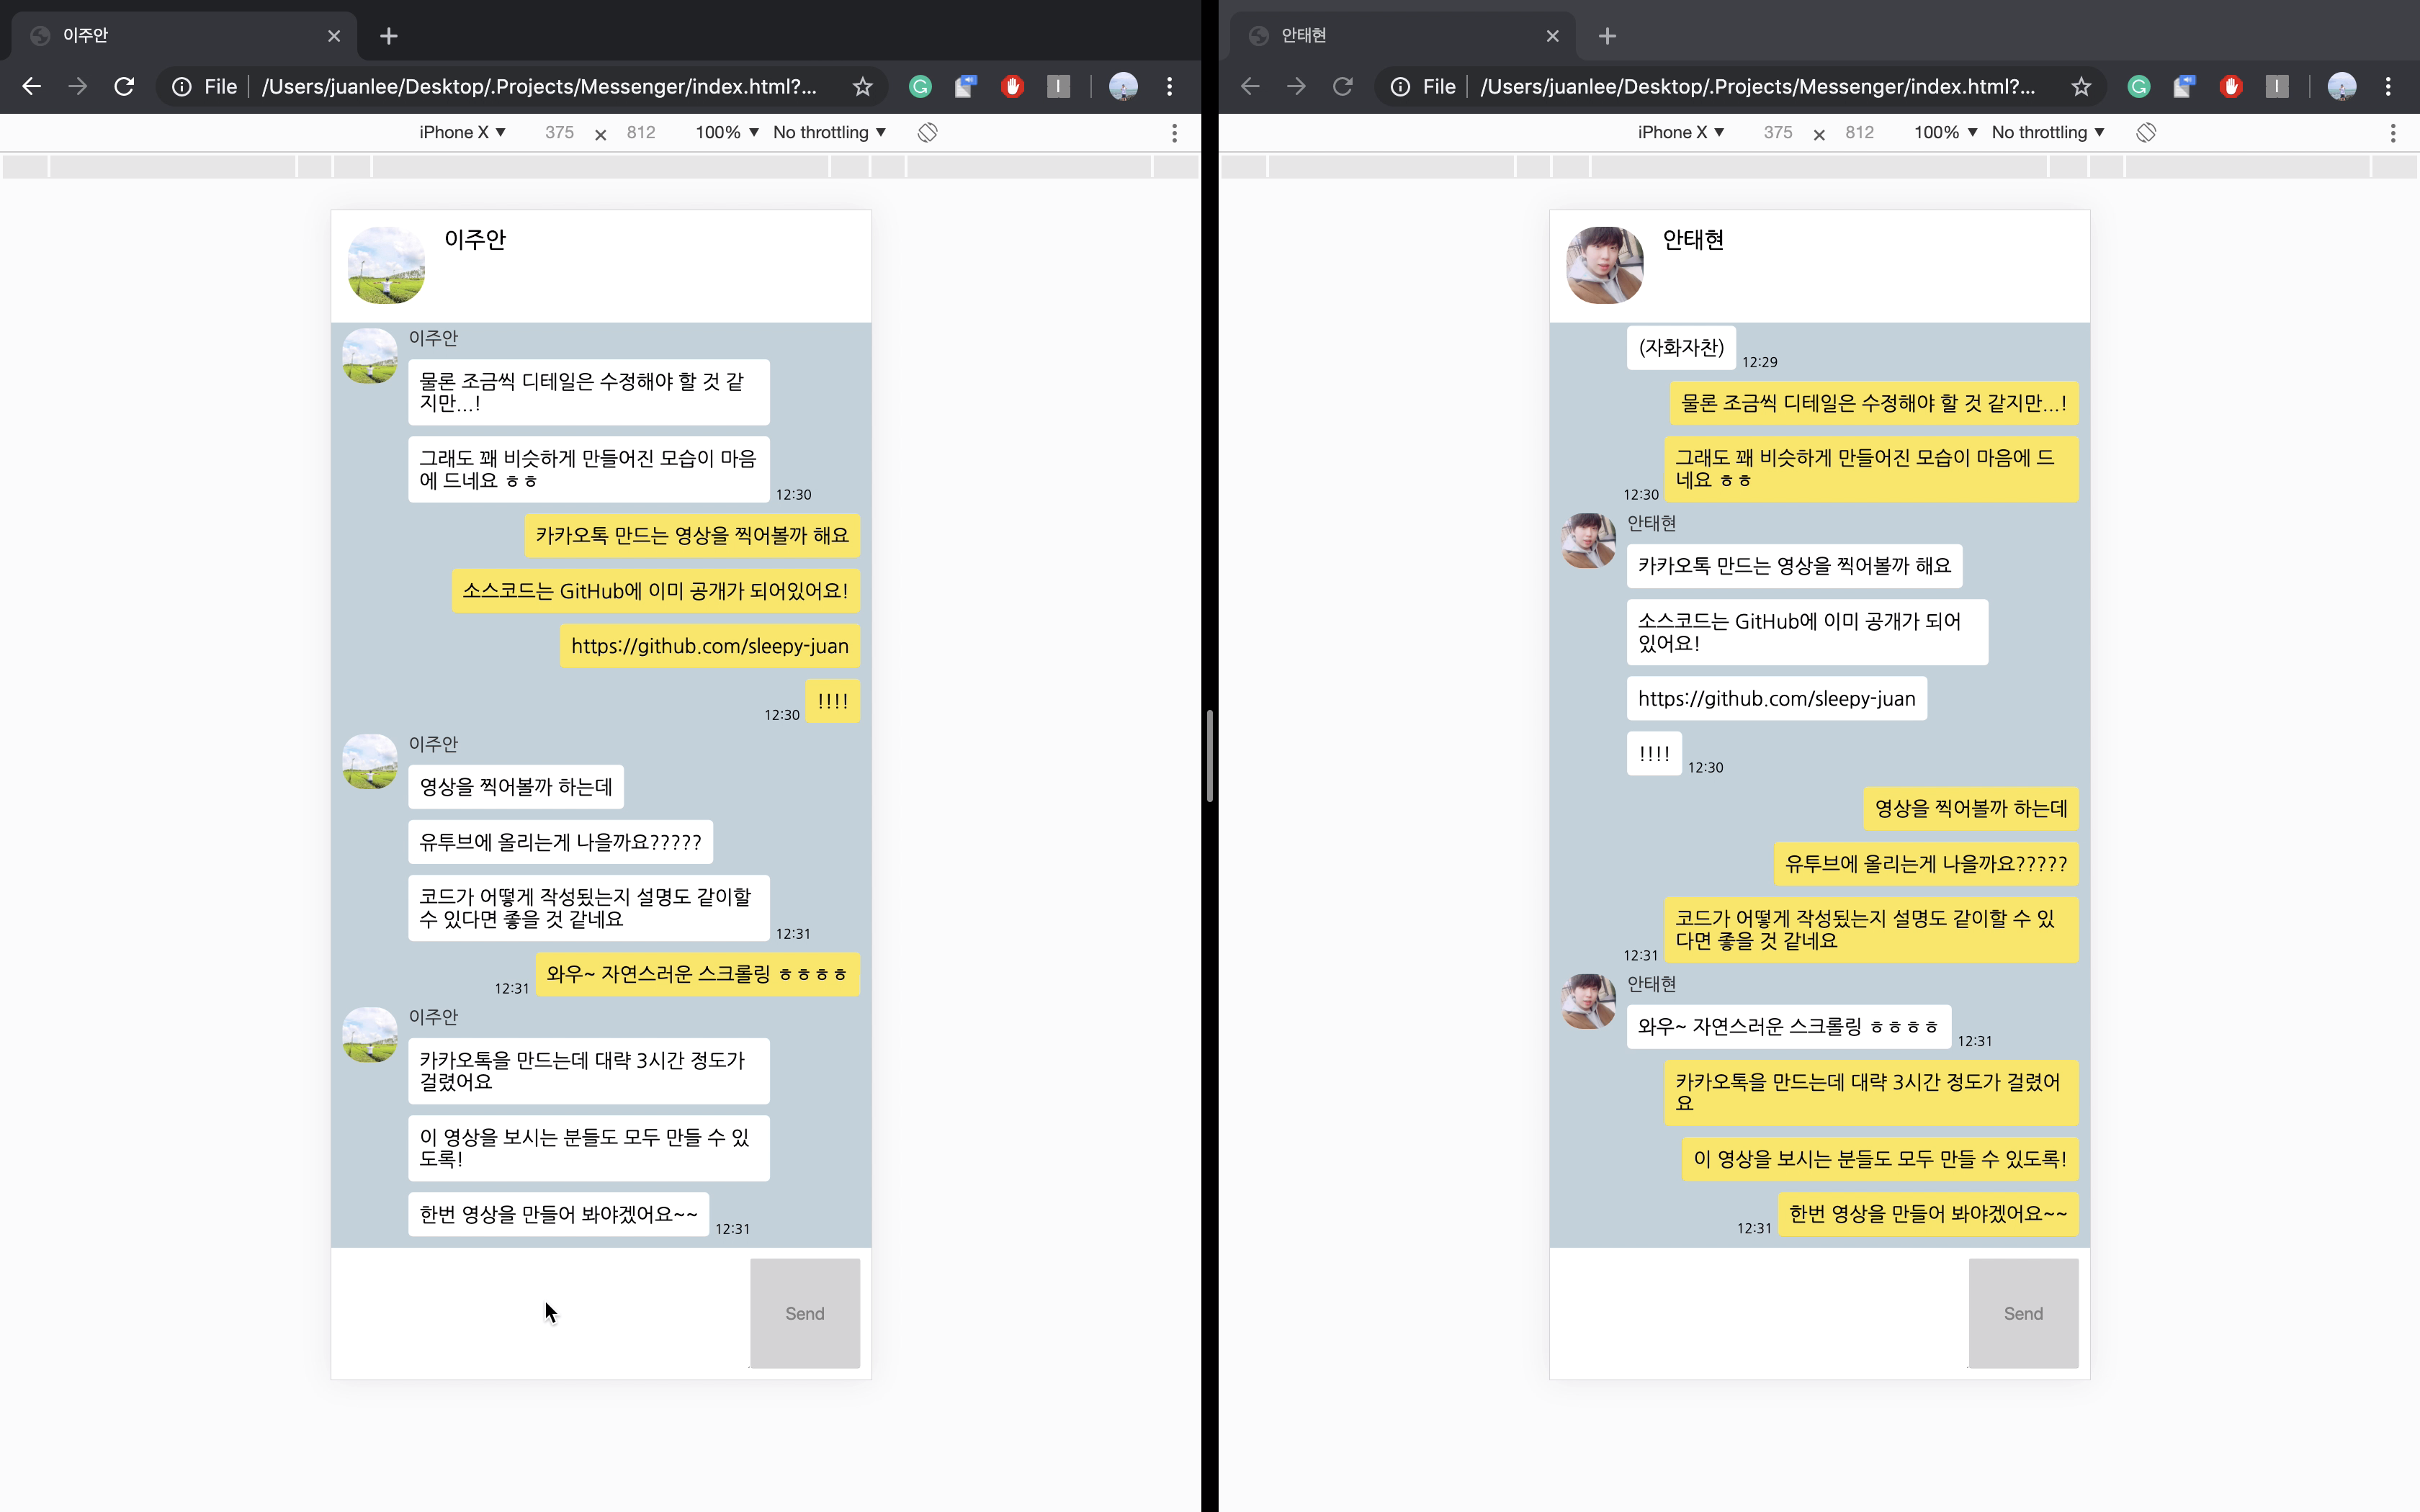 이주안
File
/Users/juanlee/Desktop/.Projects/Messenger/index.html?...
iPhone X ▼ 375 × 812 100% ▼ No throttling ▼
이주안
이주안
물론 조금씩 디테일은 수정해야 할 것 같
지만...!
그래도 꽤 비슷하게 만들어진 모습이 마음
에 드네요 ㅎㅎ
12:30
카카오톡 만드는 영상을 찍어볼까 해요
소스코드는 GitHub에 이미 공개가 되어있어요!
https://github.com/sleepy-juan
!!!!
12:30
이주안
영상을 찍어볼까 하는데
유투브에 올리는게 나을까요?????
코드가 어떻게 작성됬는지 설명도 같이할
수 있다면 좋을 것 같네요
12:31
와우~ 자연스러운 스크롤링 ㅎㅎㅎㅎ
12:31
이주안
카카오톡을 만드는데 대략 3시간 정도가
걸렸어요
이 영상을 보시는 분들도 모두 만들 수 있
도록!
한번 영상을 만들어 봐야겠어요~~
12:31
Send
안태현
File
/Users/juanlee/Desktop/.Projects/Messenger/index.html?...
iPhone X ▼ 375 × 812 100% ▼ No throttling ▼
안태현
(자화자찬)
12:29
물론 조금씩 디테일은 수정해야 할 것 같지만...!
그래도 꽤 비슷하게 만들어진 모습이 마음에 드
네요 ㅎㅎ
12:30
안태현
카카오톡 만드는 영상을 찍어볼까 해요
소스코드는 GitHub에 이미 공개가 되어
있어요!
https://github.com/sleepy-juan
!!!!
12:30
영상을 찍어볼까 하는데
유투브에 올리는게 나을까요?????
코드가 어떻게 작성됬는지 설명도 같이할 수 있
다면 좋을 것 같네요
12:31
안태현
와우~ 자연스러운 스크롤링 ㅎㅎㅎㅎ
12:31
카카오톡을 만드는데 대략 3시간 정도가 걸렸어
요
이 영상을 보시는 분들도 모두 만들 수 있도록!
한번 영상을 만들어 봐야겠어요~~
12:31
Send